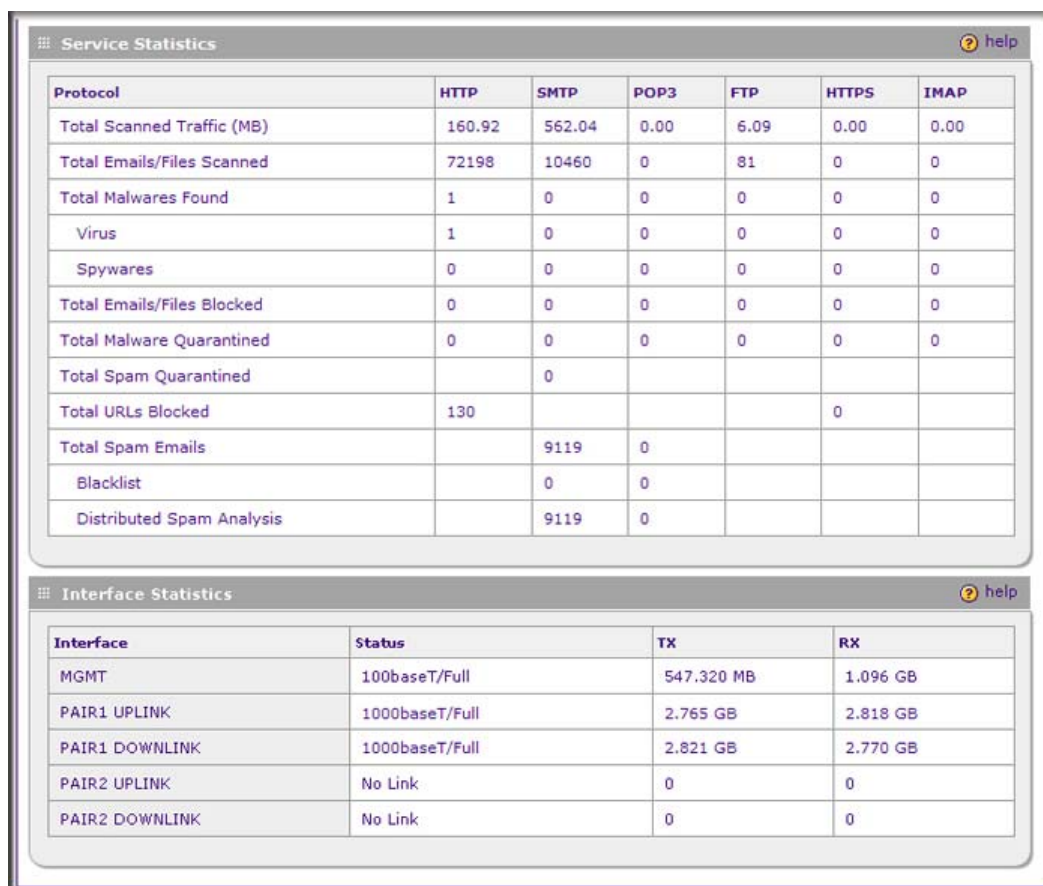 Service Statistics ? help
Protocol HTTP SMTP POP3 FTP HTTPS IMAP
Total Scanned Traffic (MB) 160.92 562.04 0.00 6.09 0.00 0.00
Total Emails/Files Scanned 72198 10460 0 81 0 0
Total Malwares Found 1 0 0 0 0 0
Virus 1 0 0 0 0 0
Spywares 0 0 0 0 0 0
Total Emails/Files Blocked 0 0 0 0 0 0
Total Malware Quarantined 0 0 0 0 0 0
Total Spam Quarantined 0
Total URLs Blocked 130 0
Total Spam Emails 9119 0
Blacklist 0 0
Distributed Spam Analysis 9119 0
Interface Statistics ? help
Interface Status TX RX
MGMT 100baseT/Full 547.320 MB 1.096 GB
PAIR1 UPLINK 1000baseT/Full 2.765 GB 2.818 GB
PAIR1 DOWNLINK 1000baseT/Full 2.821 GB 2.770 GB
PAIR2 UPLINK No Link 0 0
PAIR2 DOWNLINK No Link 0 0